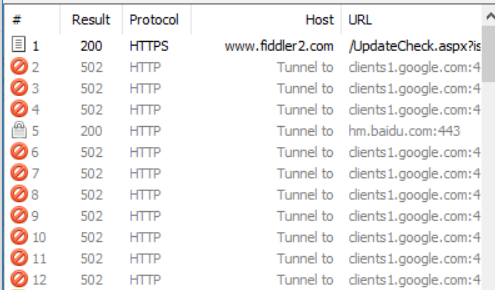 # Result Protocol Host URL
1 200 HTTPS www.fiddler2.com /UpdateCheck.aspx?is
2 502 HTTP Tunnel to clients1.google.com:4
3 502 HTTP Tunnel to clients1.google.com:4
4 502 HTTP Tunnel to clients1.google.com:4
5 200 HTTP Tunnel to hm.baidu.com:443
6 502 HTTP Tunnel to clients1.google.com:4
7 502 HTTP Tunnel to clients1.google.com:4
8 502 HTTP Tunnel to clients1.google.com:4
9 502 HTTP Tunnel to clients1.google.com:4
10 502 HTTP Tunnel to clients1.google.com:4
11 502 HTTP Tunnel to clients1.google.com:4
12 502 HTTP Tunnel to clients1.google.com:4